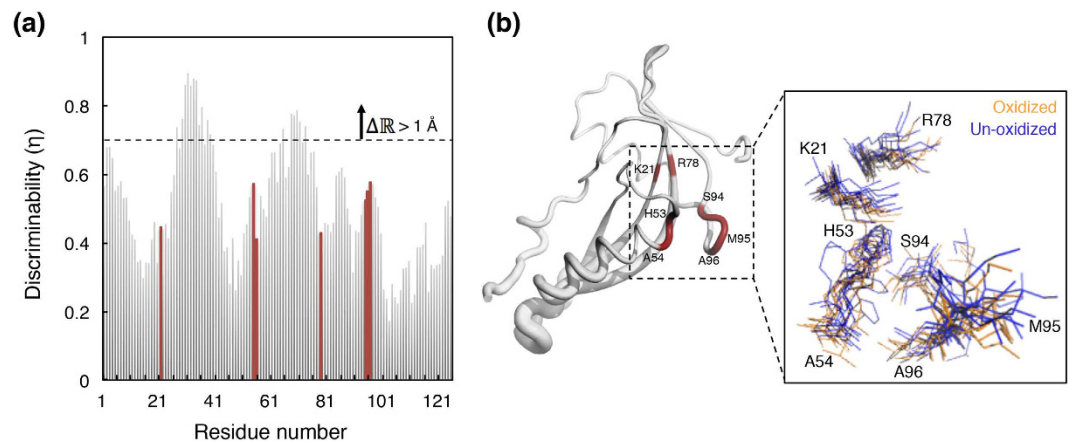 (a)
1
0.8
0.6
0.4
0.2
0
Discriminability (η)
Δℝ > 1 Å
1 21 41 61 81 101 121
Residue number
(b)
K21
R78
H53
S94
M95
A54
A96
Oxidized
Un-oxidized
R78
K21
H53
S94
M95
A54
A96